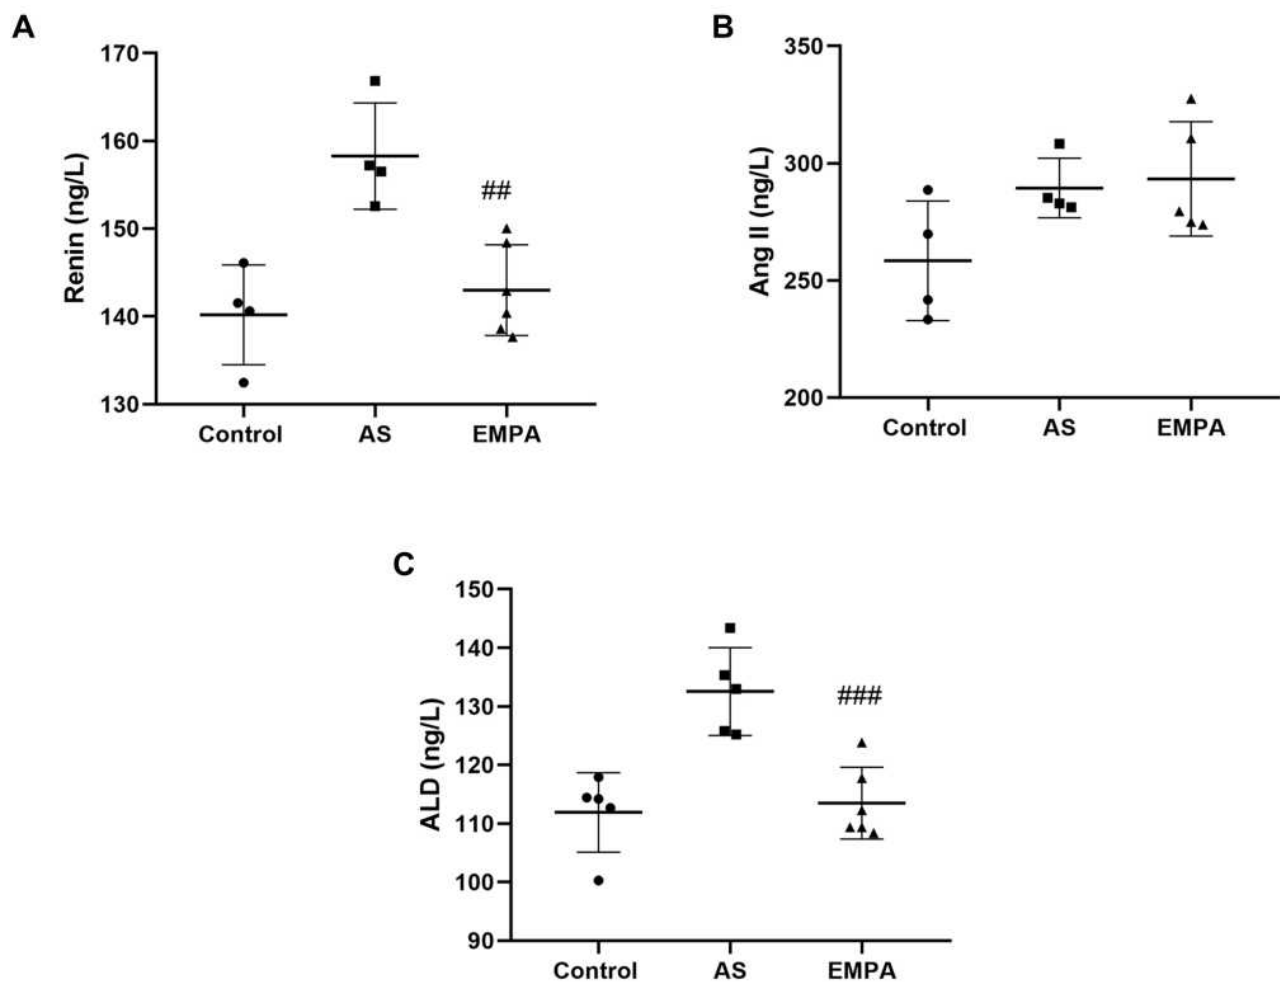 A
Renin (ng/L)
170
160
150
140
130
##
Control AS EMPA
B
Ang II (ng/L)
350
300
250
200
Control AS EMPA
C
ALD (ng/L)
150
140
130
120
110
100
90
###
Control AS EMPA